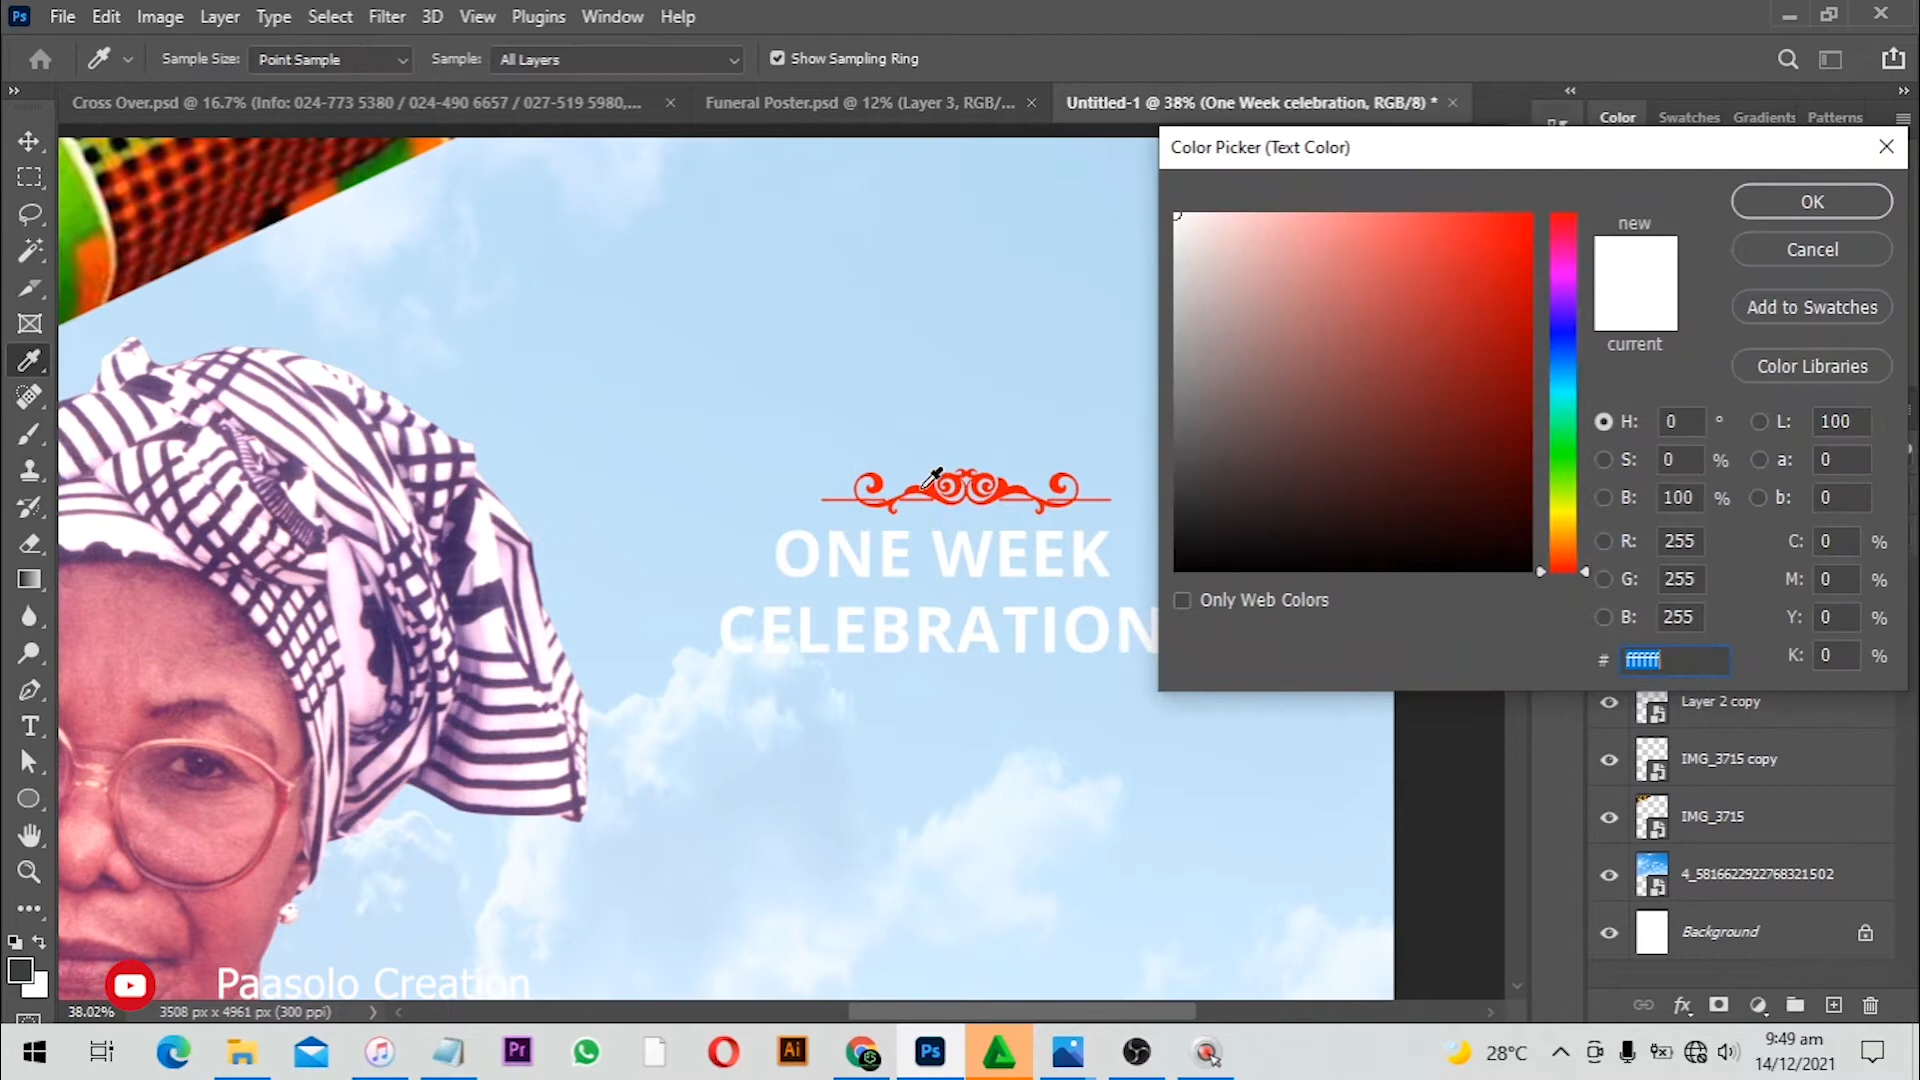 Ps File Edit Image Layer Type Select Filter 3D View Plugins Window Help
Sample Size: Point Sample Sample: All Layers Show Sampling Ring
Cross Over.psd @ 16.7% (Info: 024-773 5380 / 024-490 6657 / 027-519 5980,... Funeral Poster.psd @ 12% (Layer 3, RGB/... Untitled-1 @ 38% (One Week celebration, RGB/8) *
Color Swatches Gradients Patterns
Color Picker (Text Color)
new
current
OK
Cancel
Add to Swatches
Color Libraries
H: 0 ° L: 100
S: 0 % a: 0
B: 100 % b: 0
R: 255 C: 0 %
G: 255 M: 0 %
B: 255 Y: 0 %
# ffffff K: 0 %
Only Web Colors
ONE WEEK
CELEBRATION
Layer 2 copy
IMG_3715 copy
IMG_3715
4_5816622922768321502
Background
Paasolo Creation
38.02% 3508 px x 4961 px (300 ppi)
fx
Pr Ai Ps
28°C
9:49 am
14/12/2021